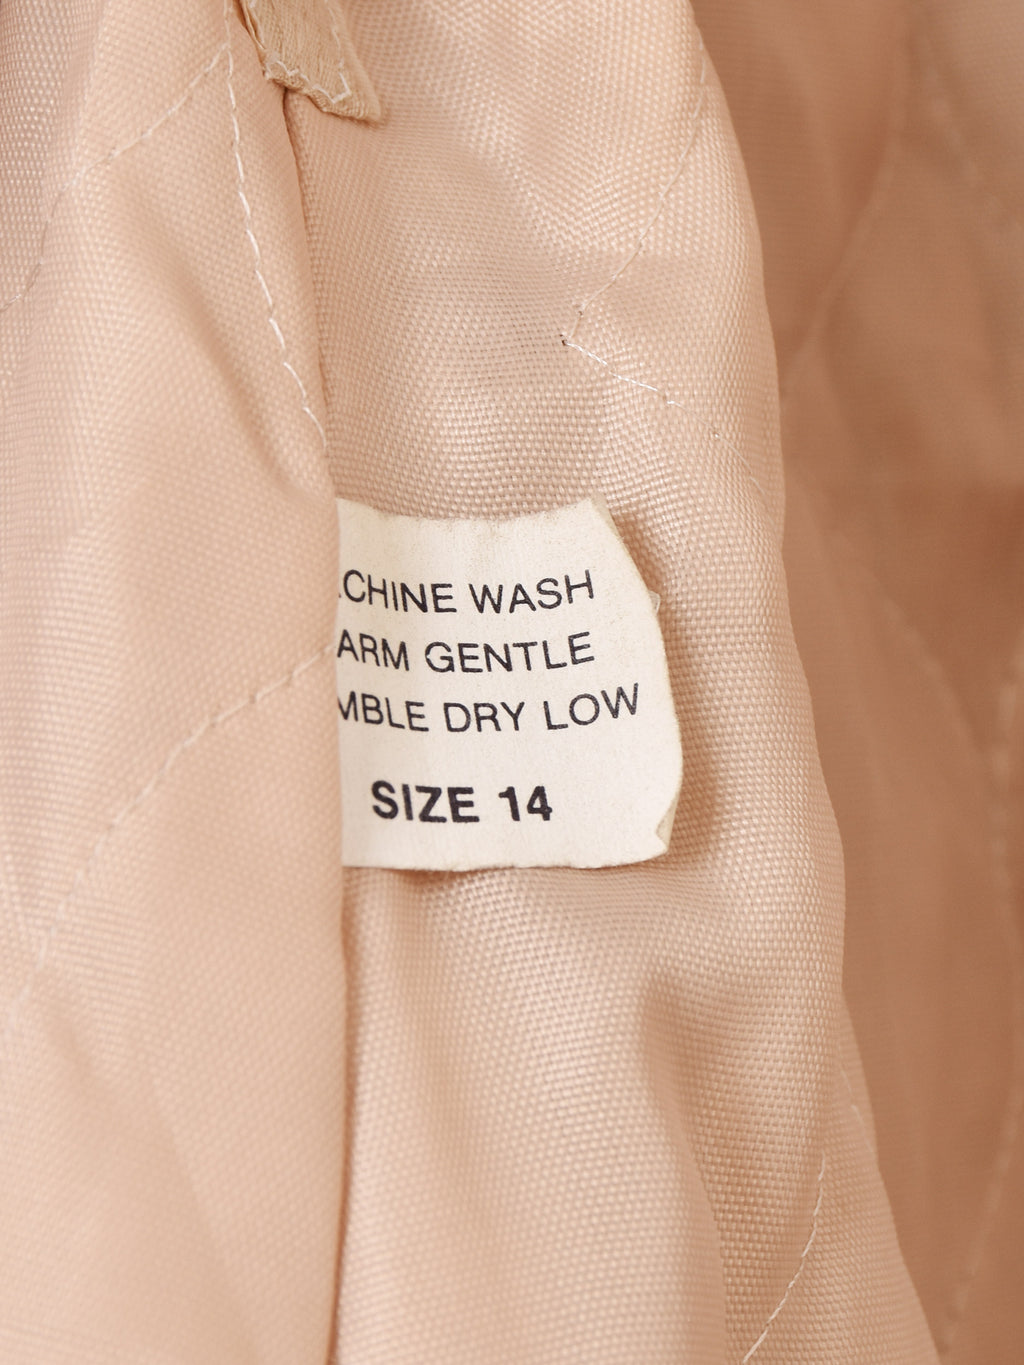 CHINE WASH
ARM GENTLE
MBLE DRY LOW
SIZE 14